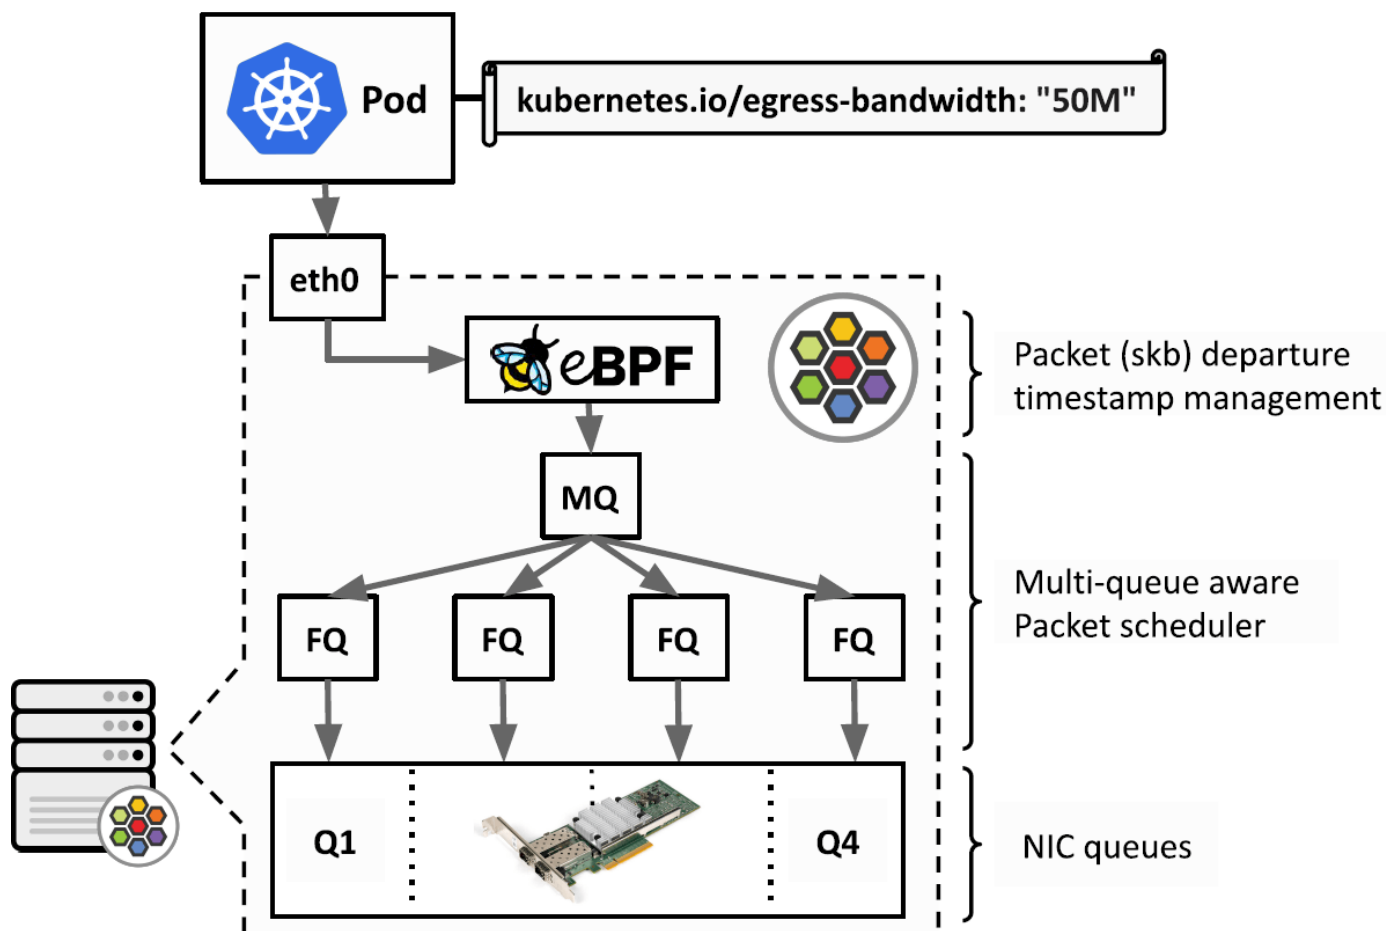 Pod
kubernetes.io/egress-bandwidth: "50M"
eth0
eBPF
Packet (skb) departure
timestamp management
MQ
Multi-queue aware
Packet scheduler
FQ
FQ
FQ
FQ
Q1
Q4
NIC queues